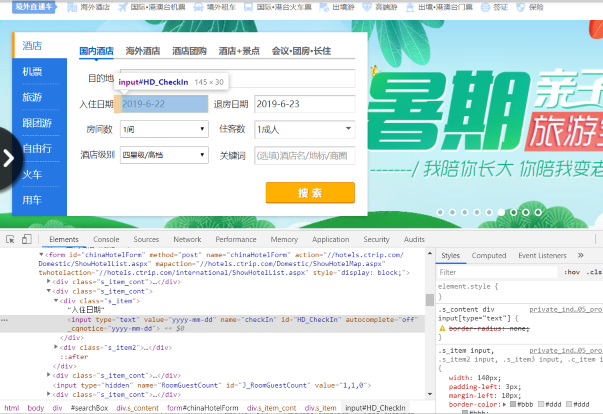 境外直通车 海外酒店 国际·港澳台机票 境外租车 国际·港台火车票 出境游 高端游 出境·港澳台门票 签证 保险
酒店
机票
旅游
跟团游
自由行
火车
用车
国内酒店 海外酒店 酒店团购 酒店+景点 会议·团房·长住
目的地
input#HD_CheckIn 145 × 30
入住日期 2019-6-22 退房日期 2019-6-23
房间数 1间 住客数 1成人
酒店级别 四星级/高档 关键词 (选填)酒店名/地标/商圈
搜 索
暑期
亲子
旅游
/ 我陪你长大 你陪我变老
Elements Console Sources Network Performance Memory Application Security Audits
▼<form id="chinaHotelForm" method="post" name="chinaHotelForm" action="//hotels.ctrip.com/
Domestic/ShowHotelList.aspx" mapaction="//hotels.ctrip.com/Domestic/ShowHotelMap.aspx"
twhotelaction="//hotels.ctrip.com/international/ShowHotelList.aspx" style="display: block;">
▶<div class="s_item_cont">…</div>
▼<div class="s_item_cont">
▼<div class="s_item">
"入住日期"
<input type="text" value="yyyy-mm-dd" name="checkIn" id="HD_CheckIn" autocomplete="off"
_cqnotice="yyyy-mm-dd"> == $0
</div>
▶<div class="s_item2">…</div>
::after
</div>
▶<div class="s_item_cont">…</div>
<input type="hidden" name="RoomGuestCount" id="J_RoomGuestCount" value="1,1,0">
▶<div class="s_item_cont">…</div>
html body div #searchBox div.s_content form#chinaHotelForm div.s_item_cont div.s_item input#HD_CheckIn
Styles Computed Event Listeners »
Filter :hov .cls
element.style {
}
.s_content div private_ind…05_pro
input[type="text"] {
border-radius: none;
}
.s_item input, private_ind…05_pro
.s_item2 input, .s_item3 input, .c_item i
{
width: 140px;
padding-left: 3px;
margin-left: 10px;
border-color: ▶ #bbb #ddd #ddd
#bbb;